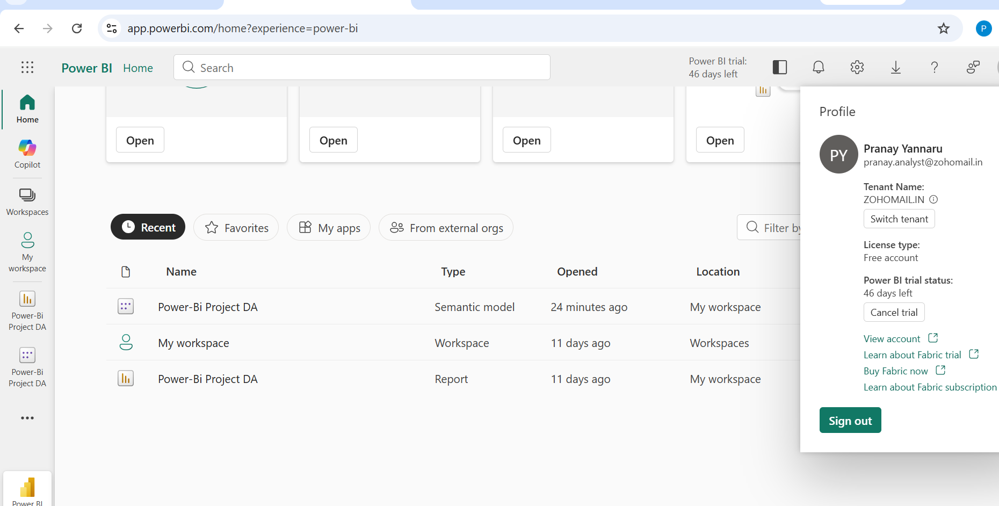 app.powerbi.com/home?experience=power-bi
P
Power BI Home
Search
Power BI trial:
46 days left
Home
Copilot
Workspaces
My
workspace
Power-Bi
Project DA
Power-Bi
Project DA
Power BI
Open
Open
Open
Open
Recent
Favorites
My apps
From external orgs
Filter by
Name Type Opened Location
Power-Bi Project DA Semantic model 24 minutes ago My workspace
My workspace Workspace 11 days ago Workspaces
Power-Bi Project DA Report 11 days ago My workspace
Profile
PY
Pranay Yannaru
pranay.analyst@zohomail.in
Tenant Name:
ZOHOMAIL.IN
Switch tenant
License type:
Free account
Power BI trial status:
46 days left
Cancel trial
View account
Learn about Fabric trial
Buy Fabric now
Learn about Fabric subscription
Sign out